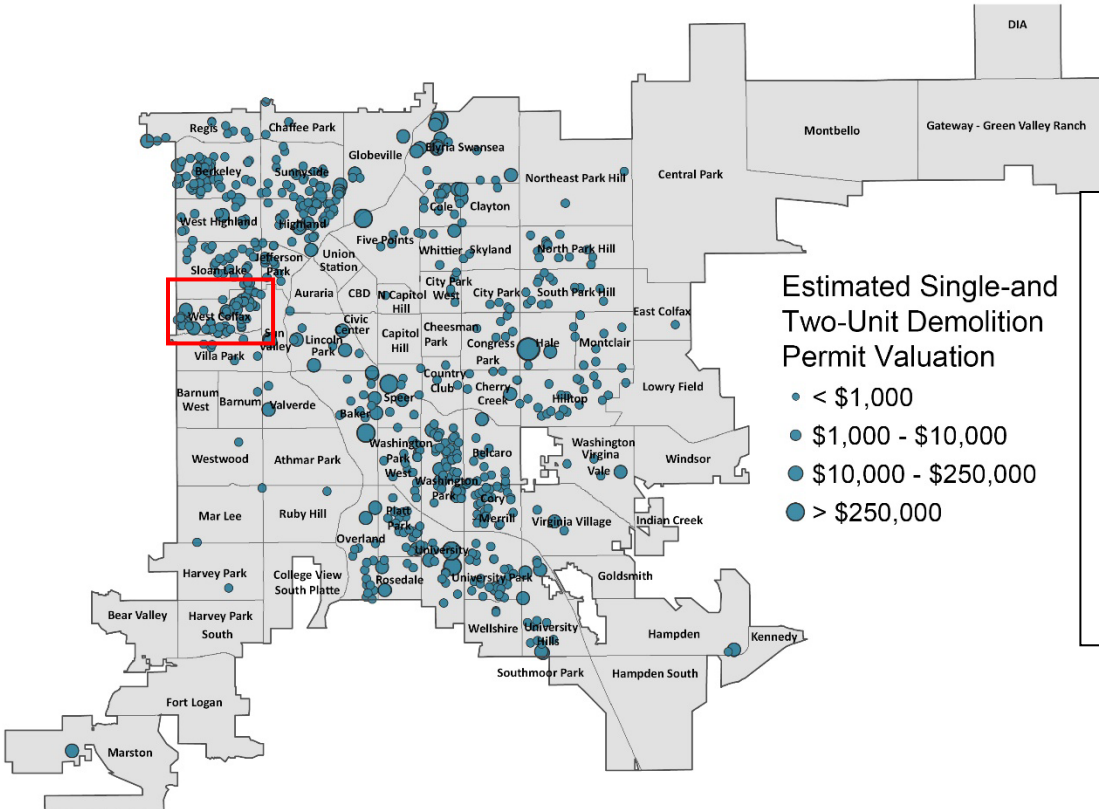 DIA
Montbello
Gateway - Green Valley Ranch
Regis
Chaffee Park
Globeville
Elyria Swansea
Northeast Park Hill
Central Park
Berkeley
Sunnyside
Cole
Clayton
West Highland
Highland
Five Points
Whittier
Skyland
North Park Hill
Sloan Lake
Jefferson
Park
Union
Station
City Park
West
City Park
South Park Hill
Auraria
CBD
N Capitol
Hill
East Colfax
West Colfax
Sun
Valley
Lincoln
Park
Civic
Center
Capitol
Hill
Cheesman
Park
Congress
Park
Hale
Montclair
Villa Park
Country
Club
Cherry
Creek
Hilltop
Lowry Field
Barnum
West
Barnum
Valverde
Baker
Speer
Westwood
Athmar Park
Washington
Park
West
Washington
Park
Belcaro
Washington
Virgina
Vale
Windsor
Cory
Merrill
Mar Lee
Ruby Hill
Overland
Platt
Park
Virginia Village
Indian Creek
University
Harvey Park
College View
South Platte
Rosedale
University Park
Goldsmith
Bear Valley
Harvey Park
South
Wellshire
University
Hills
Hampden
Kennedy
Southmoor Park
Hampden South
Fort Logan
Marston
Estimated Single-and
Two-Unit Demolition
Permit Valuation
< $1,000
$1,000 - $10,000
$10,000 - $250,000
> $250,000